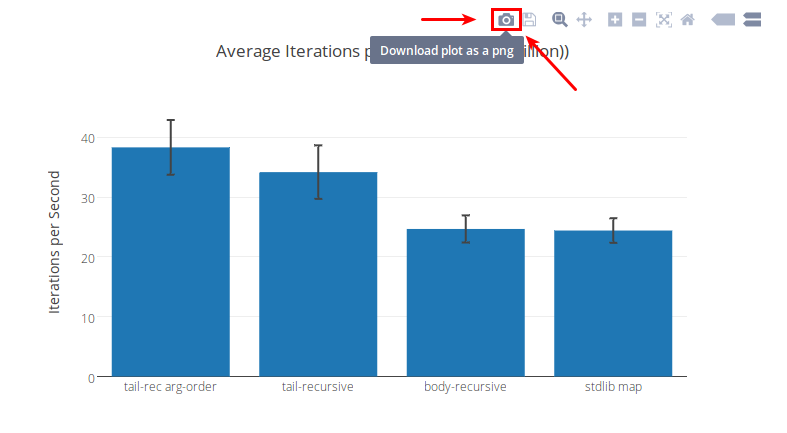 Download plot as a png
Average Iterations illion))
Iterations per Second
40
30
20
10
0
tail-rec arg-order
tail-recursive
body-recursive
stdlib map